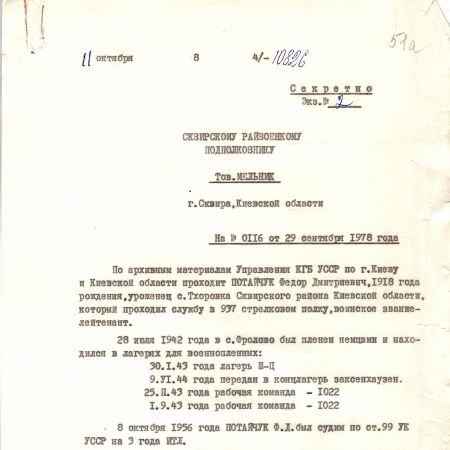 51а
11 октября 8 4/-10826
Секретно
Экз.№ 2
СКВИРСКОМУ РАЙВОЕНКОМУ
ПОДПОЛКОВНИКУ
Тов.МЕЛЬНИК
г.Сквира,Киевской области
На № 0116 от 29 сентября 1978 года
По архивным материалам Управления КГБ УССР по г.Киеву
и Киевской области проходит ПОТАЙЧУК Федор Дмитриевич,1918 года
рождения,уроженец с.Тхоровка Сквирского района Киевской области,
который проходил службу в 937 стрелковом полку,воинское звание-
лейтенант.
28 июля 1942 года в с.Фролово был пленен немцами и нахо-
дился в лагерях для военнопленных:
30.I.43 года лагерь Ш-Ц
9.УI.44 года передан в концлагерь заксенхаузен.
25.П.43 года рабочая команда - 1022
I.9.43 года рабочая команда - 1022
8 октября 1956 года ПОТАЙЧУК Ф.Д.был судим по ст.99 УК
УССР на 3 года ИТЛ.